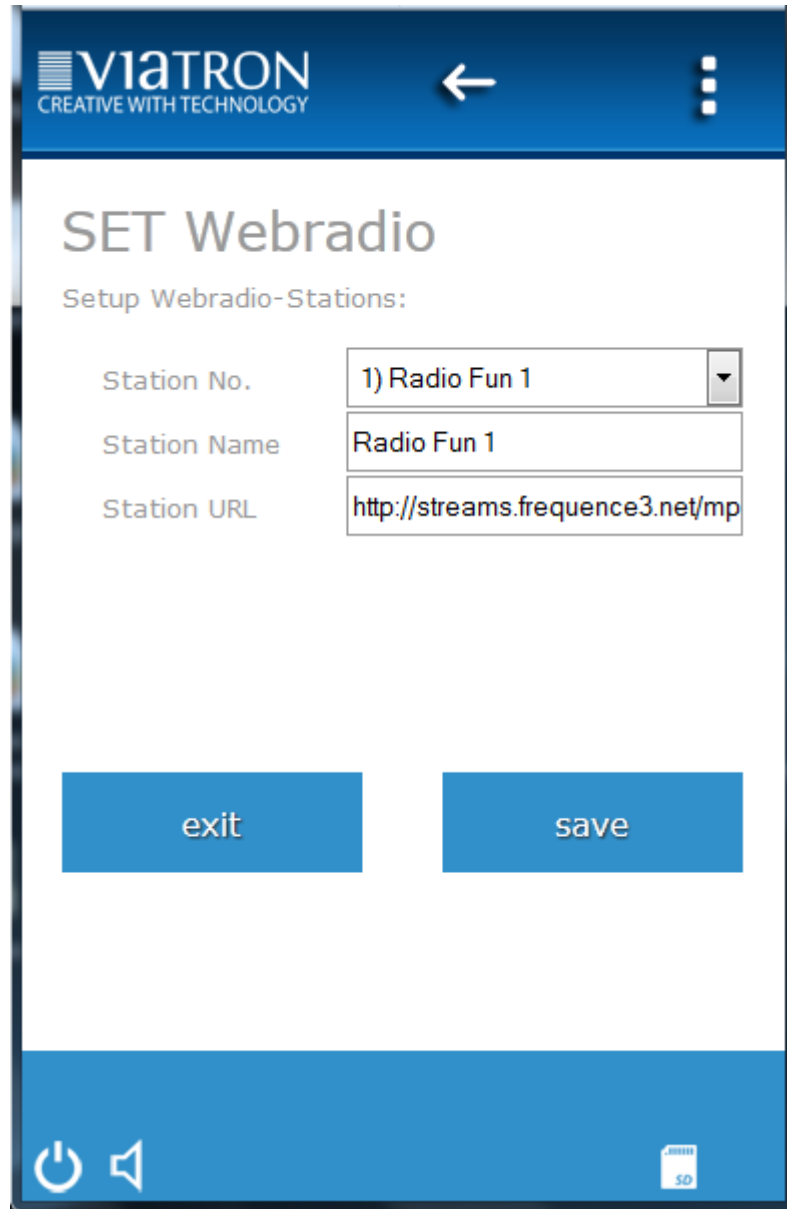 VIATRON
CREATIVE WITH TECHNOLOGY
SET Webradio
Setup Webradio-Stations:
Station No. 1) Radio Fun 1
Station Name Radio Fun 1
Station URL http://streams.frequence3.net/mp
exit save
SD